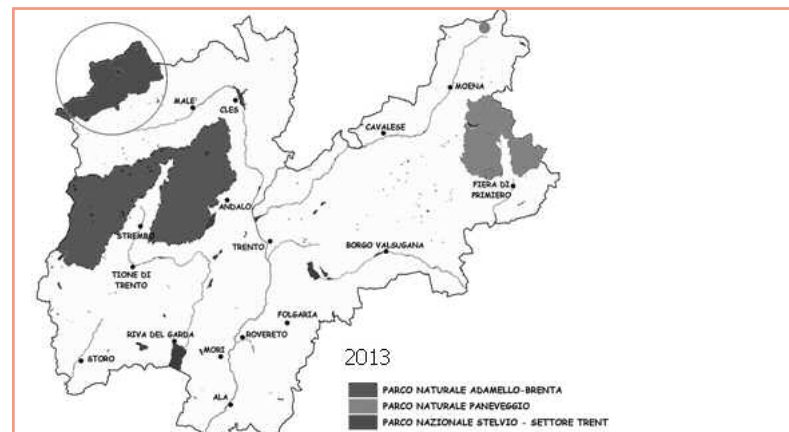 MOENA
MALE'
CLES
CAVALESE
FIERA DI
PRIMIERO
ANDALO
STREMBO
TRENTO
BORGO VALSUGANA
TIONE DI
TRENTO
FOLGARIA
RIVA DEL GARDA
ROVERETO
MORI
STORO
2013
ALA
PARCO NATURALE ADAMELLO-BRENTA
PARCO NATURALE PANEVEGGIO
PARCO NAZIONALE STELVIO - SETTORE TRENT